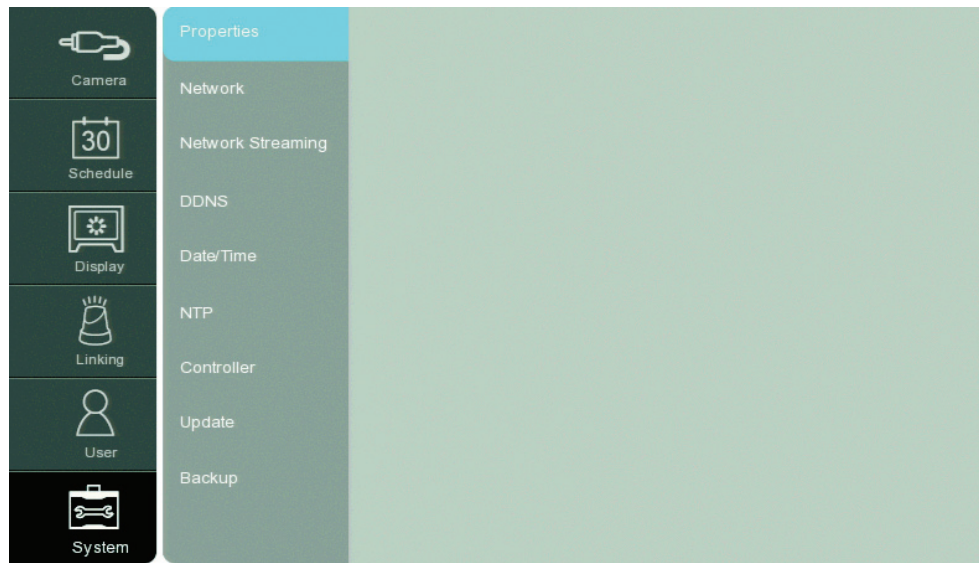 Camera
30
Schedule
Display
Linking
User
System
Properties
Network
Network Streaming
DDNS
Date/Time
NTP
Controller
Update
Backup